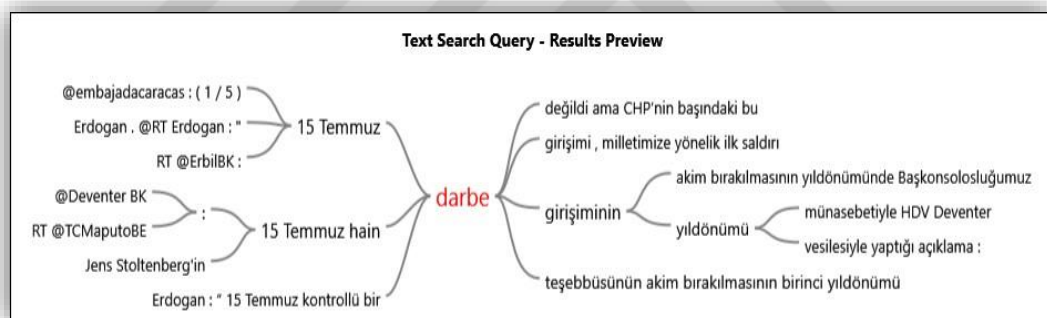 Text Search Query - Results Preview
@embajadacaracas : ( 1 / 5 )
Erdogan . @RT Erdogan : "
RT @ErbilBK :
15 Temmuz
@Deventer BK
RT @TCMaputoBE
:
Jens Stoltenberg'in
15 Temmuz hain
Erdogan : " 15 Temmuz kontrollü bir
darbe
değildi ama CHP'nin başındaki bu
girişimi , milletimize yönelik ilk saldırı
girişiminin
akim bırakılmasının yıldönümünde Başkonsolosluğumuz
yıldönümü
münasebetiyle HDV Deventer
vesilesiyle yaptığı açıklama :
teşebbüsünün akim bırakılmasının birinci yıldönümü